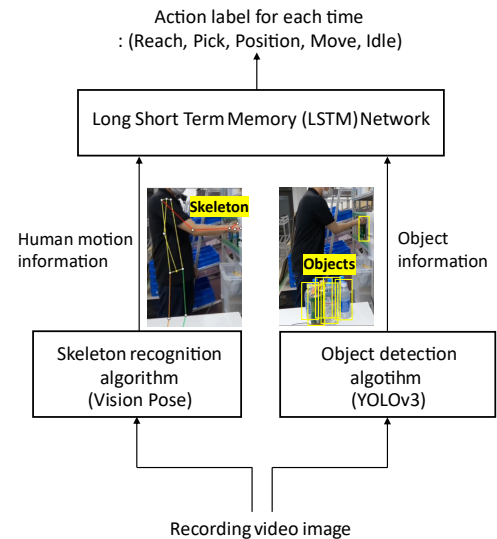 Action label for each time
: (Reach, Pick, Position, Move, Idle)
Long Short Term Memory (LSTM) Network
Skeleton
Objects
Human motion
information
Object
information
Skeleton recognition
algorithm
(Vision Pose)
Object detection
algotihm
(YOLOv3)
Recording video image